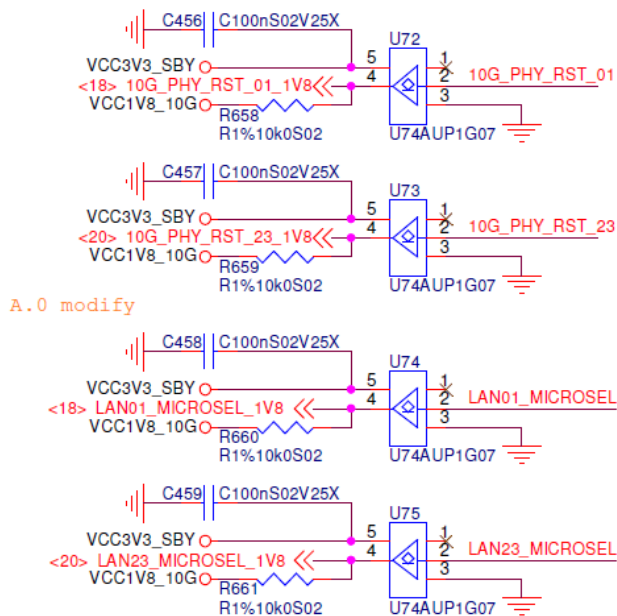 C456 C100nS02V25X U72
VCC3V3_SBY 5 1
<18> 10G_PHY_RST_01_1V8 4 2 10G_PHY_RST_01
VCC1V8_10G 3
R658
R1%10k0S02 U74AUP1G07
C457 C100nS02V25X U73
VCC3V3_SBY 5 1
<20> 10G_PHY_RST_23_1V8 4 2 10G_PHY_RST_23
VCC1V8_10G 3
R659
R1%10k0S02 U74AUP1G07
A.0 modify
C458 C100nS02V25X U74
VCC3V3_SBY 5 1
<18> LAN01_MICROSEL_1V8 4 2 LAN01_MICROSEL
VCC1V8_10G 3
R660
R1%10k0S02 U74AUP1G07
C459 C100nS02V25X U75
VCC3V3_SBY 5 1
<20> LAN23_MICROSEL_1V8 4 2 LAN23_MICROSEL
VCC1V8_10G 3
R661
R1%10k0S02 U74AUP1G07